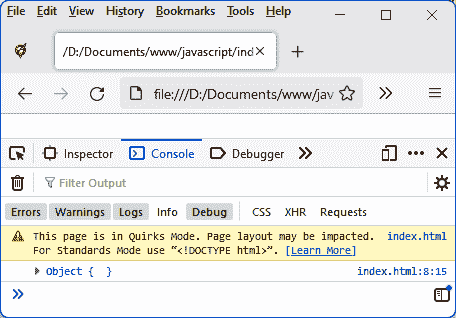 File Edit View History Bookmarks Tools Help
/D:/Documents/www/javascript/ind
file:///D:/Documents/www/jav
Inspector Console Debugger
Filter Output
Errors Warnings Logs Info Debug CSS XHR Requests
This page is in Quirks Mode. Page layout may be impacted. index.html
For Standards Mode use “<!DOCTYPE html>”. [Learn More]
Object { } index.html:8:15